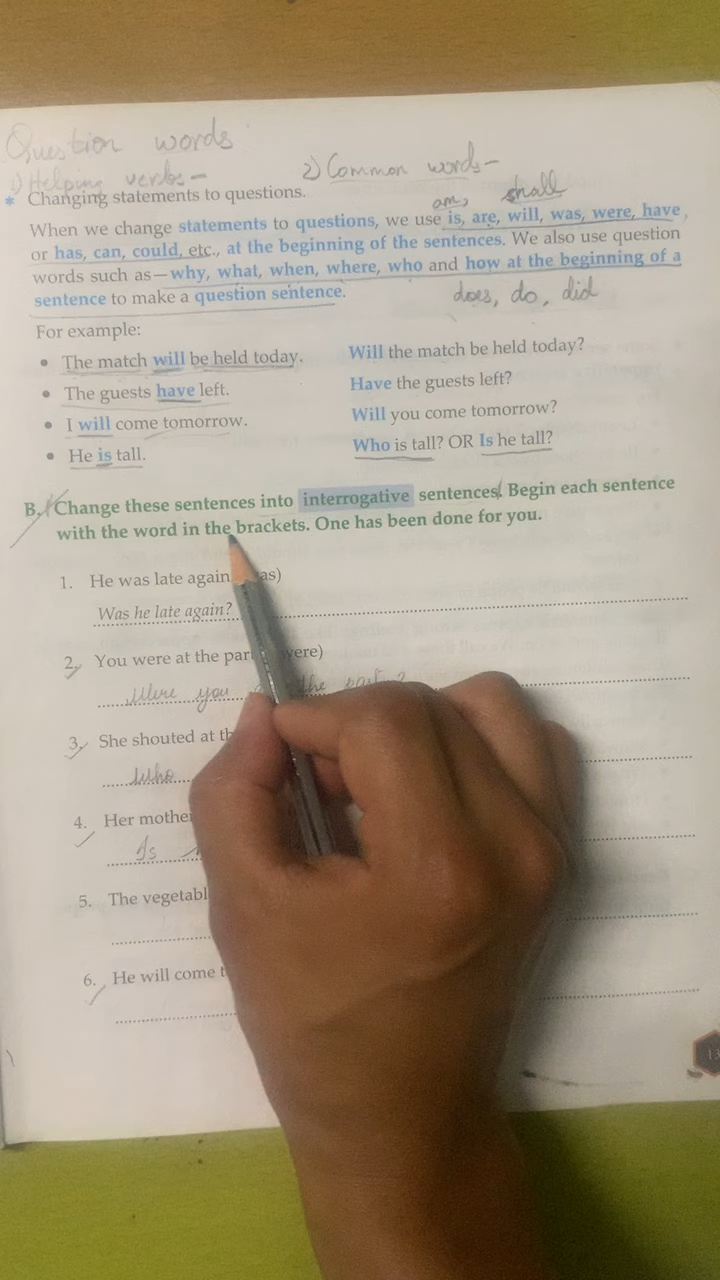 Question words
1) Helping verbs - 2) Common words -
* Changing statements to questions.
am, shall
When we change statements to questions, we use is, are, will, was, were, have,
or has, can, could, etc., at the beginning of the sentences. We also use question
words such as—why, what, when, where, who and how at the beginning of a
sentence to make a question sentence.
does, do, did
For example:
• The match will be held today. Will the match be held today?
• The guests have left. Have the guests left?
• I will come tomorrow. Will you come tomorrow?
• He is tall. Who is tall? OR Is he tall?
B. Change these sentences into interrogative sentences. Begin each sentence
with the word in the brackets. One has been done for you.
1. He was late again. as)
Was he late again?
2. You were at the par were)
Were you the part ?
3. She shouted at th
Who
4. Her mothe
Is
5. The vegetabl
6. He will come t